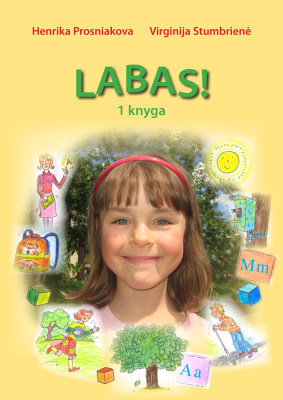 Henrika Prosniakova Virginija Stumbrienė
LABAS!
1 knyga
Mm
Aa